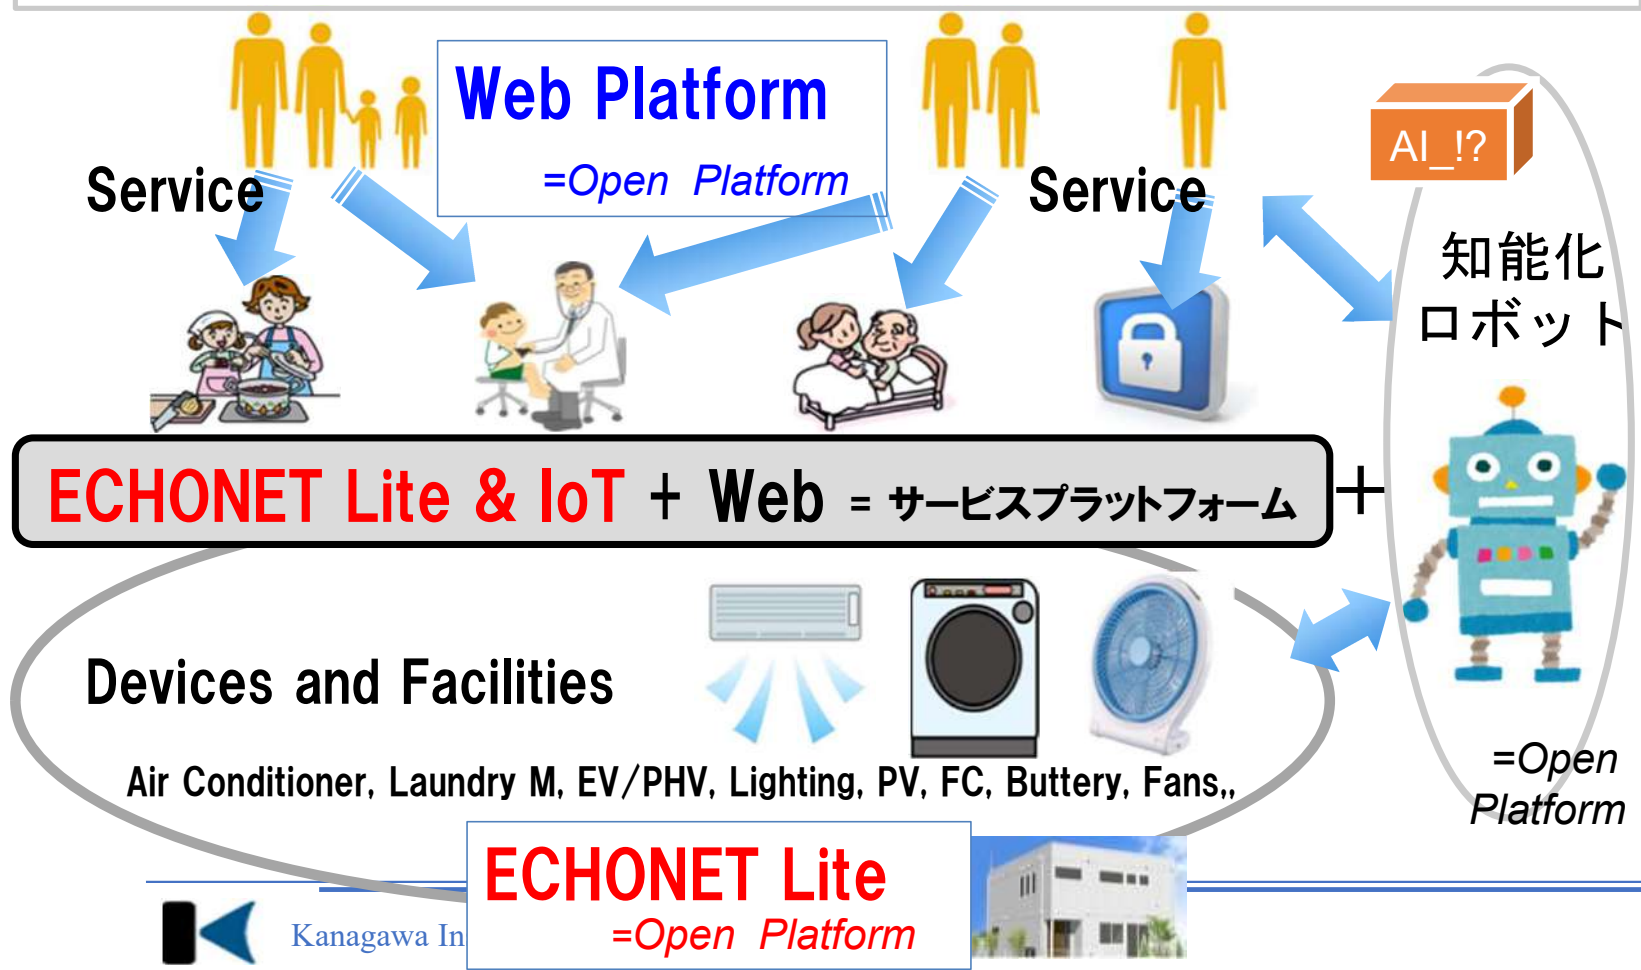 Web Platform
=Open Platform
Service
Service
AI_!?
知能化
ロボット
ECHONET Lite & IoT + Web = サービスプラットフォーム
+
Devices and Facilities
Air Conditioner, Laundry M, EV/PHV, Lighting, PV, FC, Buttery, Fans,,
=Open
Platform
ECHONET Lite
=Open Platform
Kanagawa In